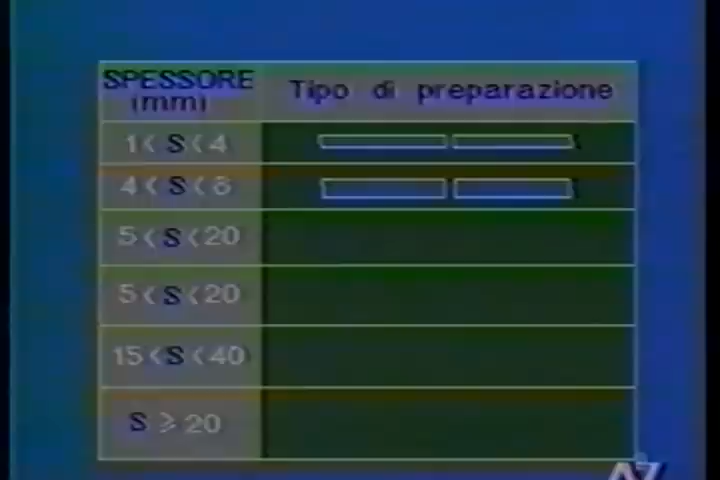 SPESSORE
(mm)
Tipo di preparazione
1 < S < 4
4 < S < 8
5 < S < 20
5 < S < 20
15 < S < 40
S ⩾ 20